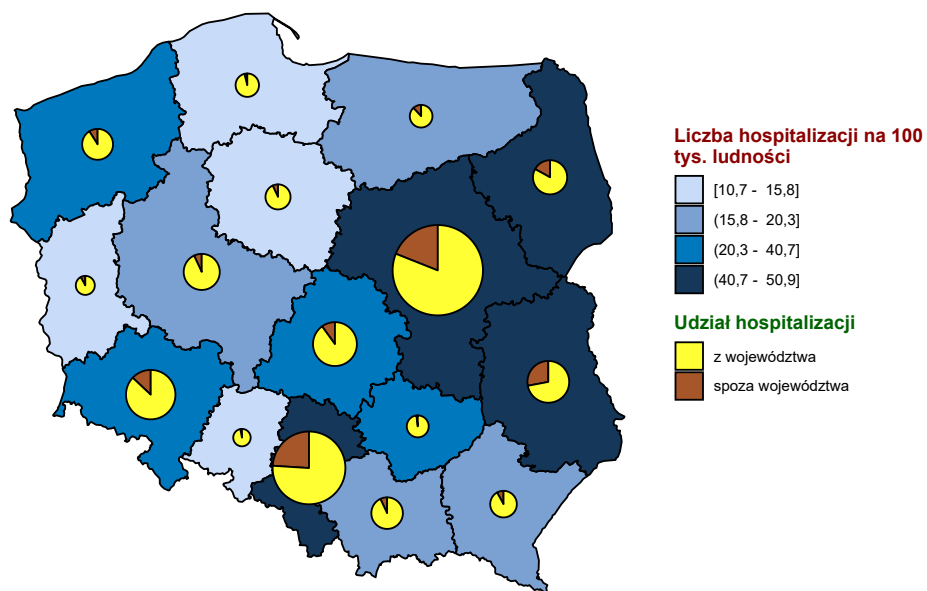 Liczba hospitalizacji na 100
tys. ludności
[10,7 - 15,8]
(15,8 - 20,3]
(20,3 - 40,7]
(40,7 - 50,9]
Udział hospitalizacji
z województwa
spoza województwa